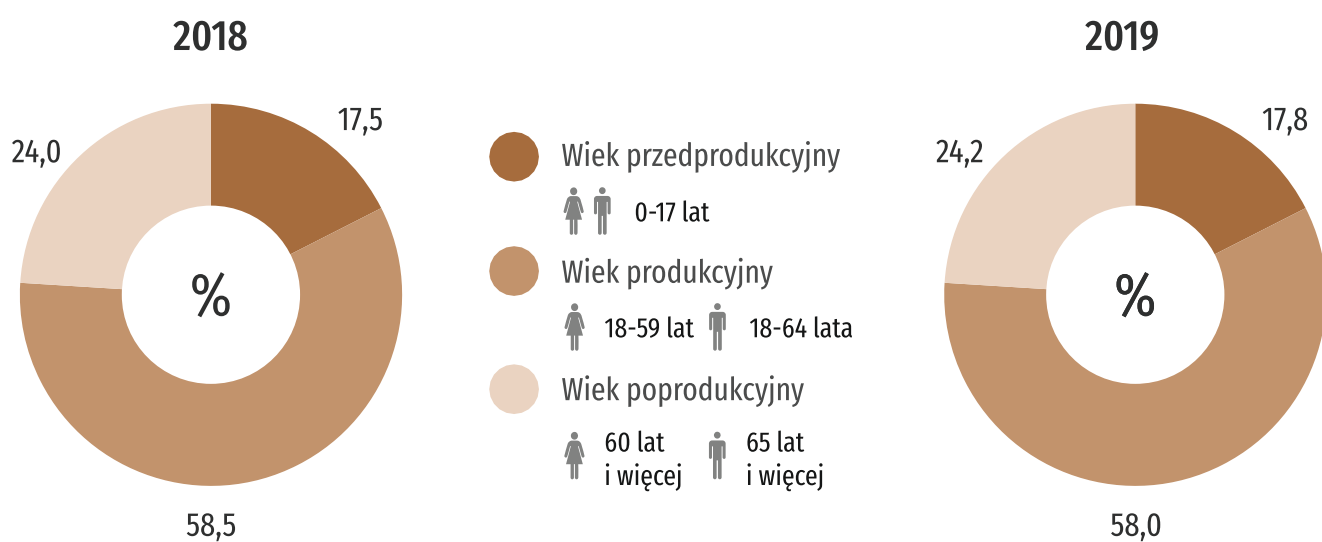 2018
17,5
24,0
%
58,5
Wiek przedprodukcyjny
0-17 lat
Wiek produkcyjny
18-59 lat 18-64 lata
Wiek poprodukcyjny
60 lat
i więcej
65 lat
i więcej
2019
17,8
24,2
%
58,0